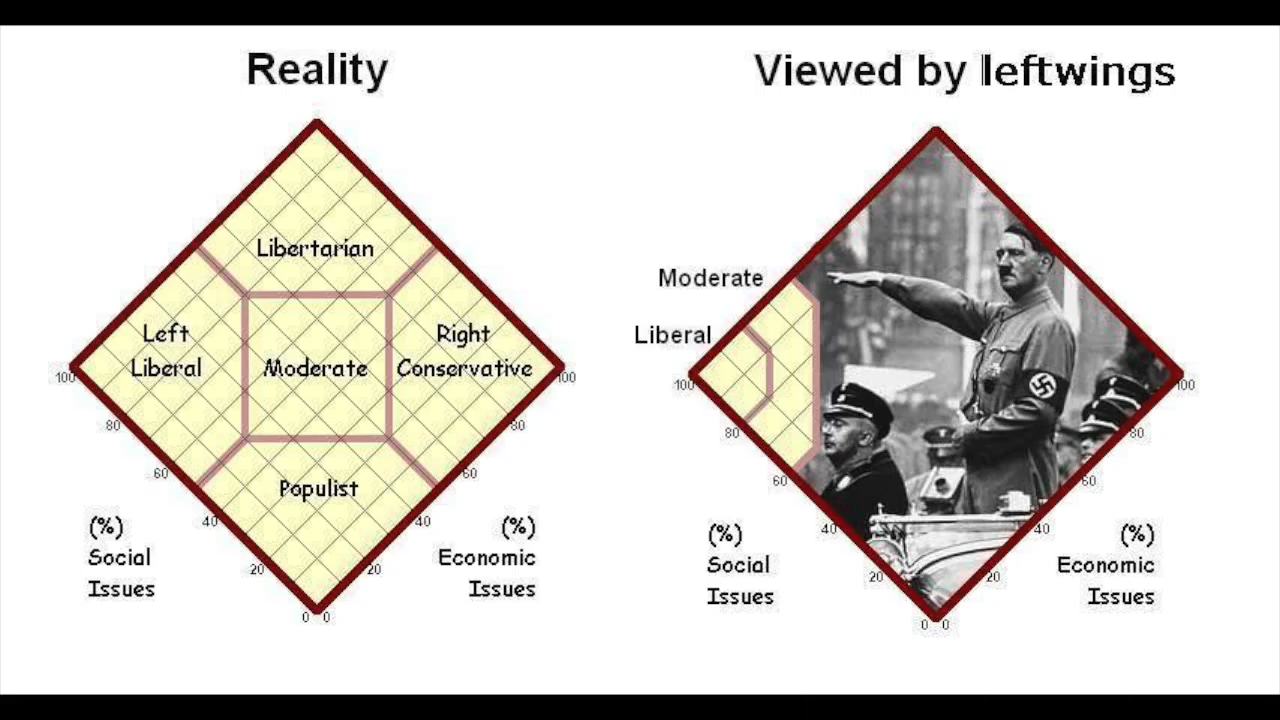 Reality
Libertarian
Left
Liberal
Moderate
Right
Conservative
Populist
100
80
60
40
20
0
0
20
40
60
80
100
(%)
Social
Issues
(%)
Economic
Issues
Viewed by leftwings
Moderate
Liberal
100
80
60
40
20
0
0
20
40
60
80
100
(%)
Social
Issues
(%)
Economic
Issues